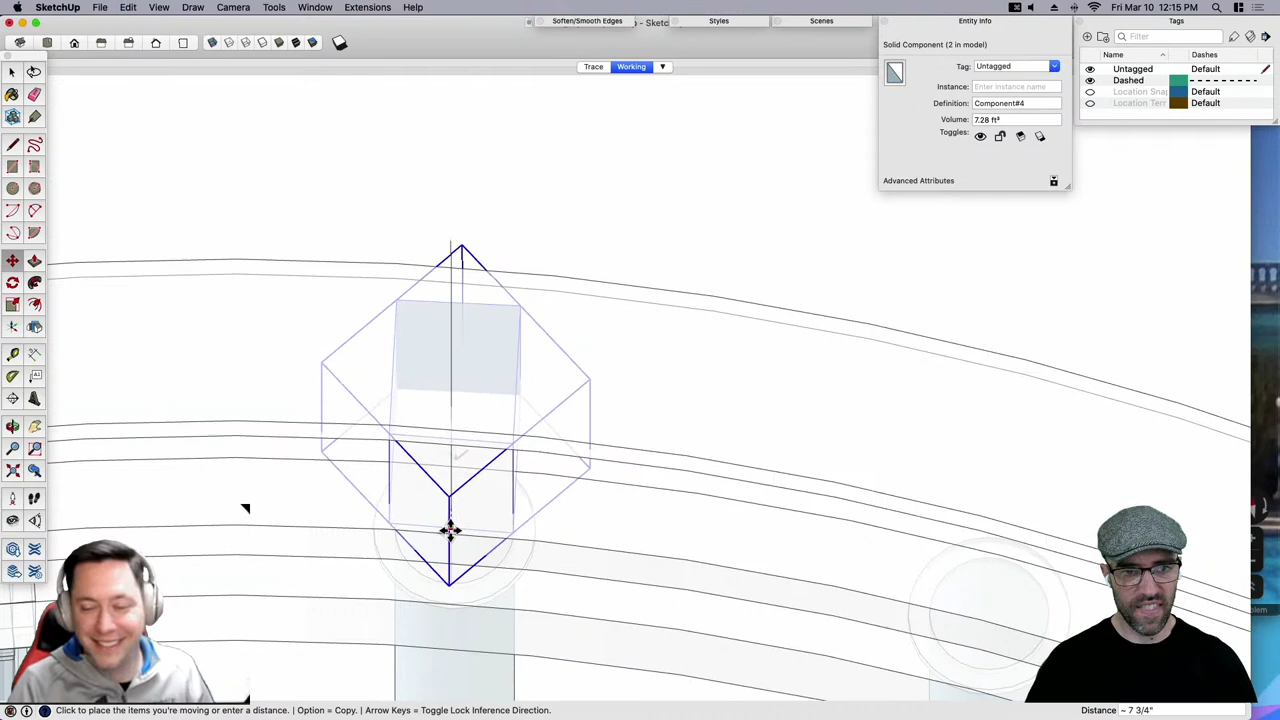 SketchUp File Edit View Draw Camera Tools Window Extensions Help
Fri Mar 10 12:15 PM
Soften/Smooth Edges
Styles
Scenes
Entity Info
Tags
Solid Component (2 in model)
Tag: Untagged
Instance: Enter instance name
Definition: Component#4
Volume: 7.28 ft³
Toggles:
Advanced Attributes
Filter
Name Dashes
Untagged Default
Dashed
Location Sna Default
Location Terr Default
Trace Working
A1
Click to place the items you're moving or enter a distance. | Option = Copy. | Arrow Keys = Toggle Lock Inference Direction.
Distance ~ 7 3/4"